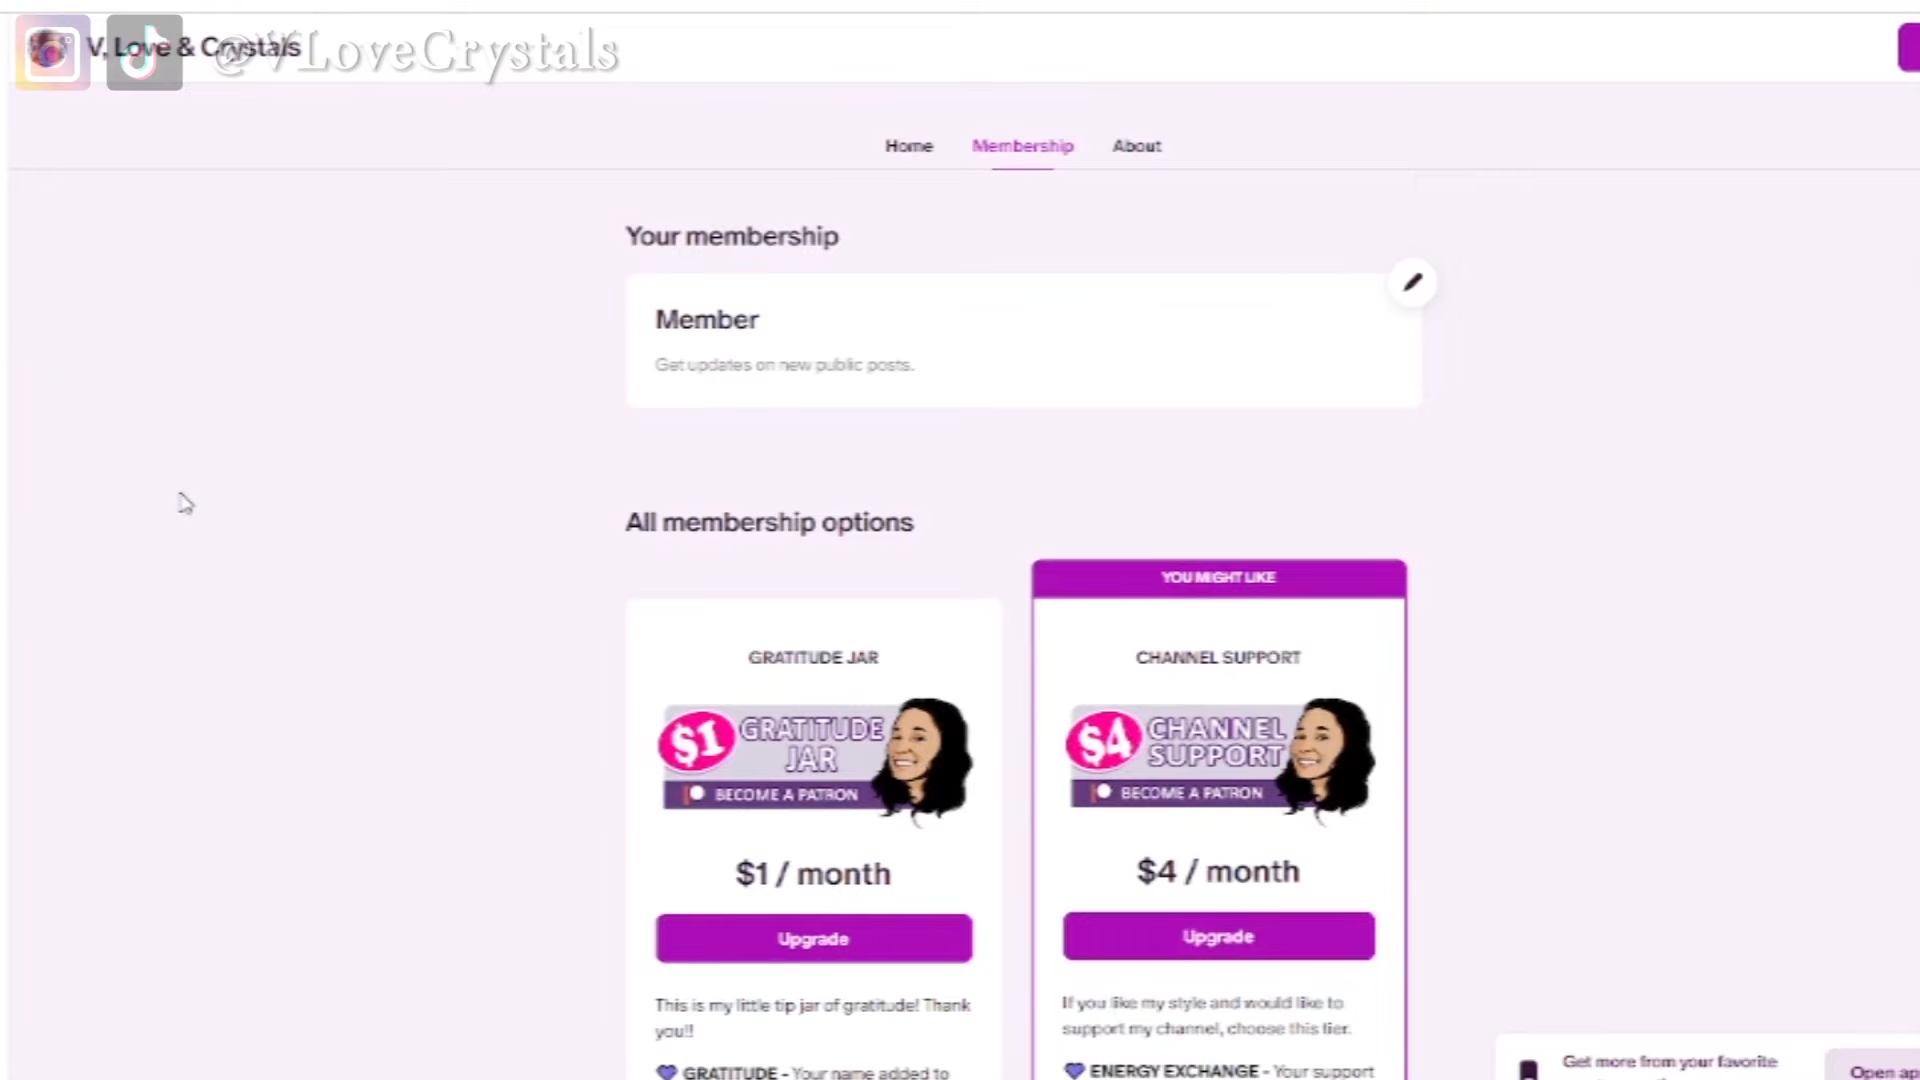 V, Love & Crystals
@VLoveCrystals
Home Membership About
Your membership
Member
Get updates on new public posts.
All membership options
YOU MIGHT LIKE
GRATITUDE JAR
$1 GRATITUDE
JAR
BECOME A PATRON
$1 / month
Upgrade
This is my little tip jar of gratitude! Thank
you!!
GRATITUDE - Your name added to
CHANNEL SUPPORT
$4 CHANNEL
SUPPORT
BECOME A PATRON
$4 / month
Upgrade
If you like my style and would like to
support my channel, choose this tier.
ENERGY EXCHANGE - Your support
Get more from your favorite
Open ap